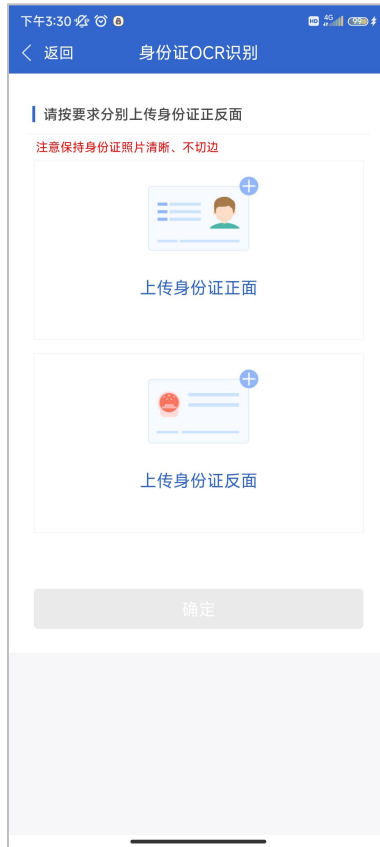 下午3:30
HD 4G 99
返回 身份证OCR识别
请按要求分别上传身份证正反面
注意保持身份证照片清晰、不切边
上传身份证正面
上传身份证反面
确定